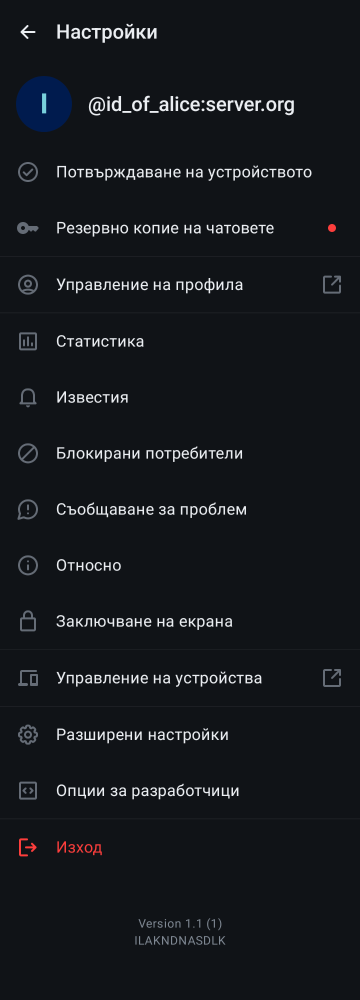 Настройки
I
@id_of_alice:server.org
Потвърждаване на устройството
Резервно копие на чатовете
Управление на профила
Статистика
Известия
Блокирани потребители
Съобщаване за проблем
Относно
Заключване на екрана
Управление на устройства
Разширени настройки
Опции за разработчици
Изход
Version 1.1 (1)
ILAKNDNASDLK